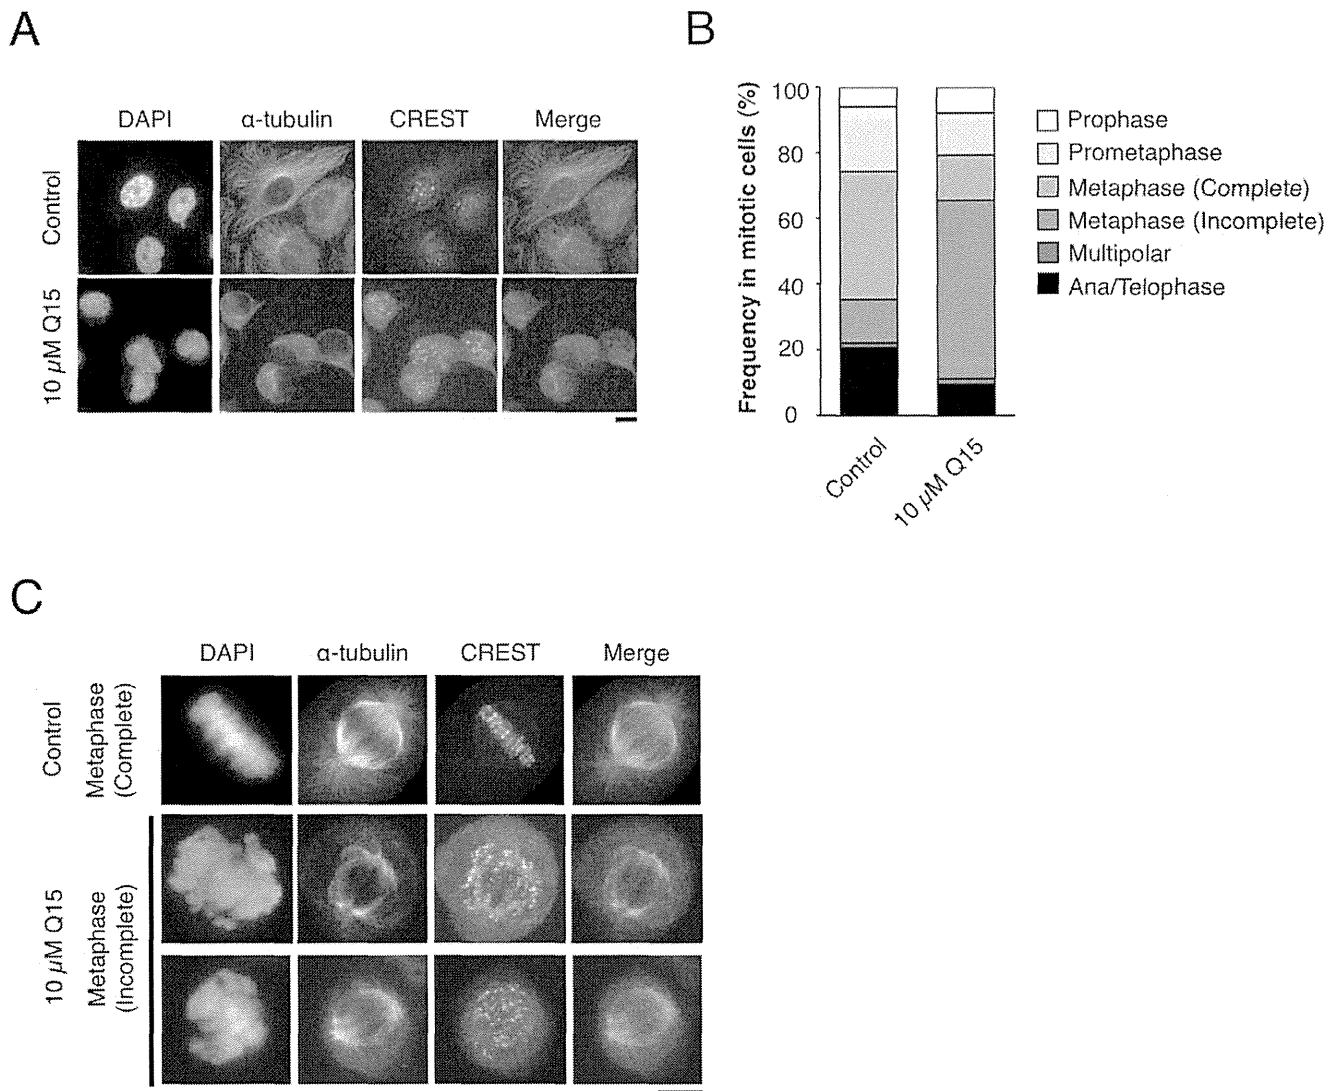 A
DAPI α-tubulin CREST Merge
Control
10 µM Q15
B
Frequency in mitotic cells (%)
100
80
60
40
20
0
Control
10 µM Q15
Prophase
Prometaphase
Metaphase (Complete)
Metaphase (Incomplete)
Multipolar
Ana/Telophase
C
DAPI α-tubulin CREST Merge
Control
Metaphase
(Complete)
10 µM Q15
Metaphase
(Incomplete)